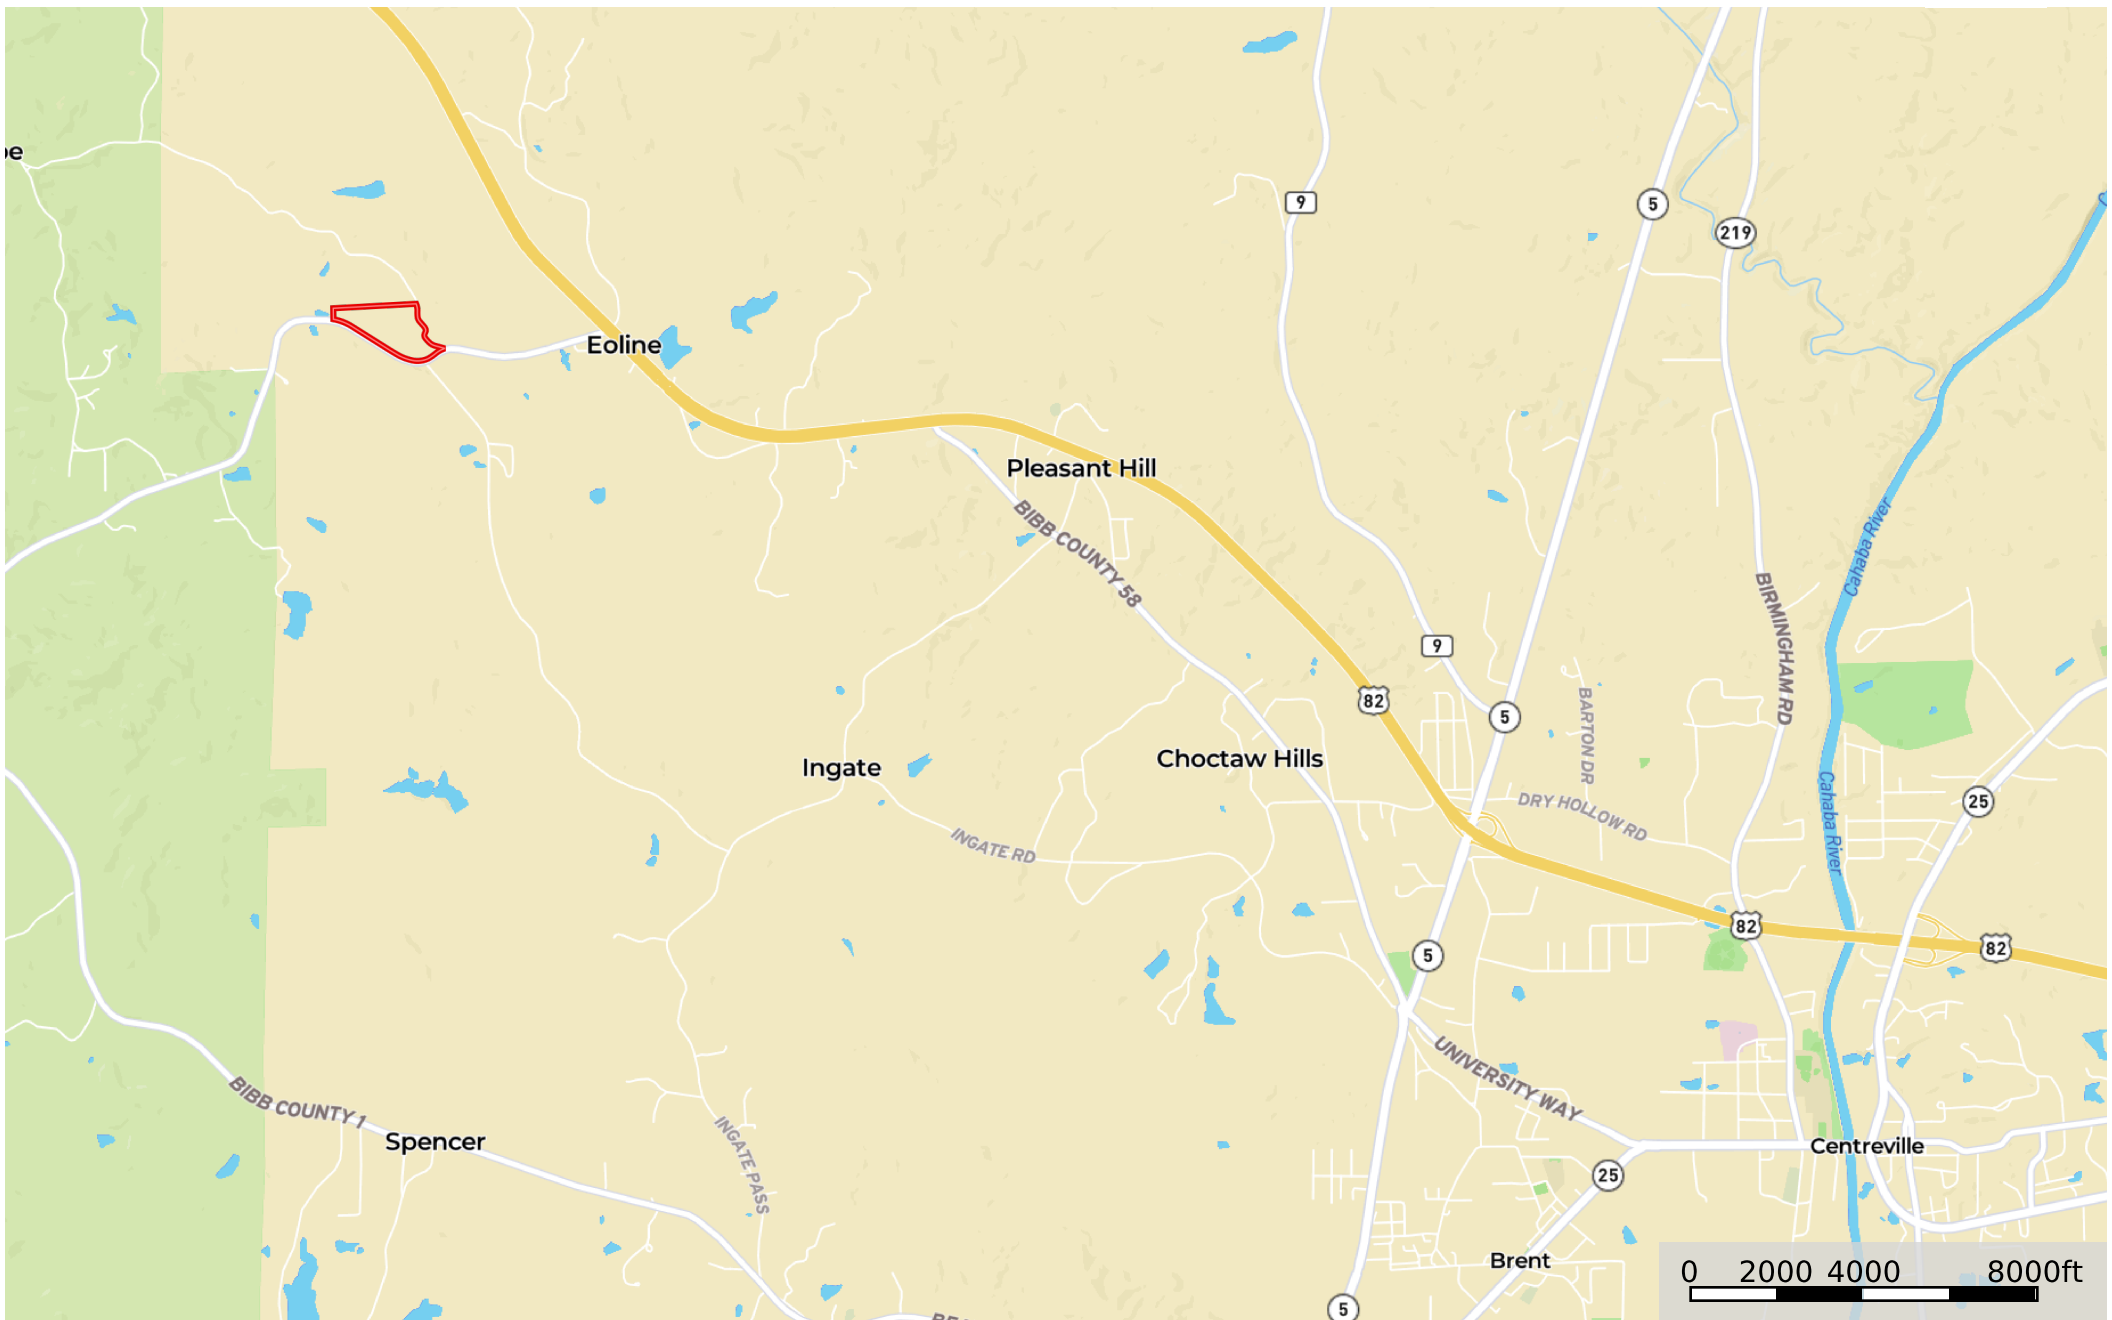 oe
9
5
219
Eoline
Pleasant Hill
BIBB COUNTY 58
Cahaba River
BIRMINGHAM RD
9
82
5
BARTON DR
Ingate
Choctaw Hills
DRY HOLLOW RD
25
Cahaba River
INGATE RD
82
82
5
UNIVERSITY WAY
BIBB COUNTY 1
Spencer
INGATE PASS
Centreville
25
Brent
5
0 2000 4000 8000ft